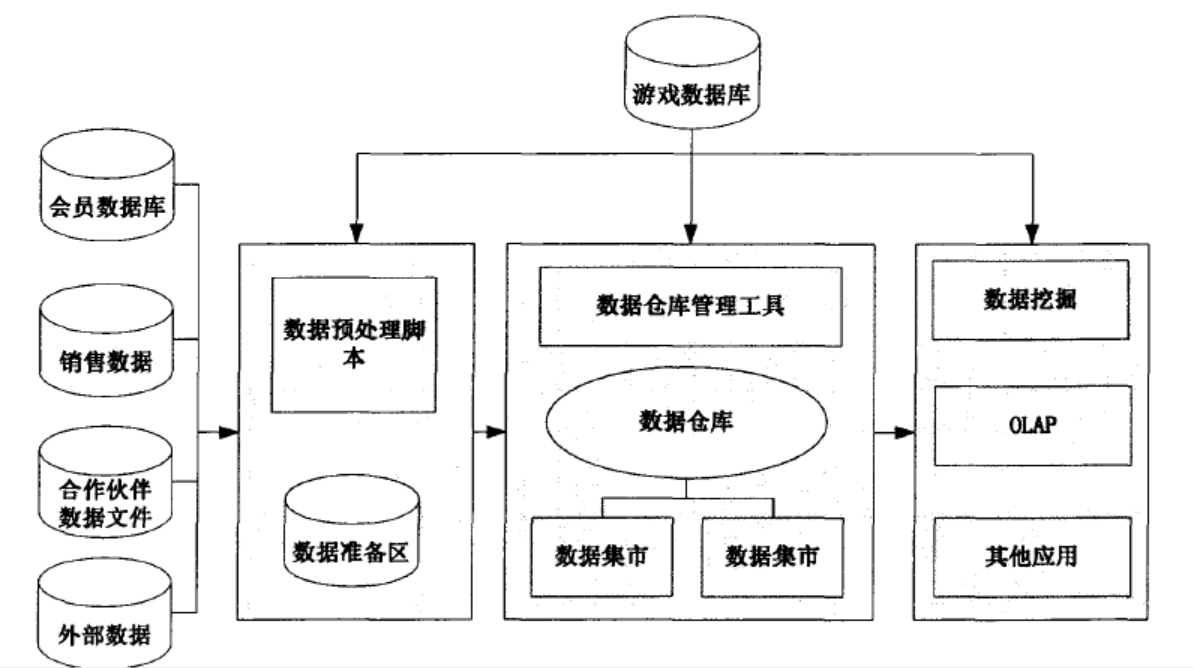 游戏数据库
会员数据库
销售数据
合作伙伴
数据文件
外部数据
数据预处理脚
本
数据准备区
数据仓库管理工具
数据仓库
数据集市
数据集市
数据挖掘
OLAP
其他应用